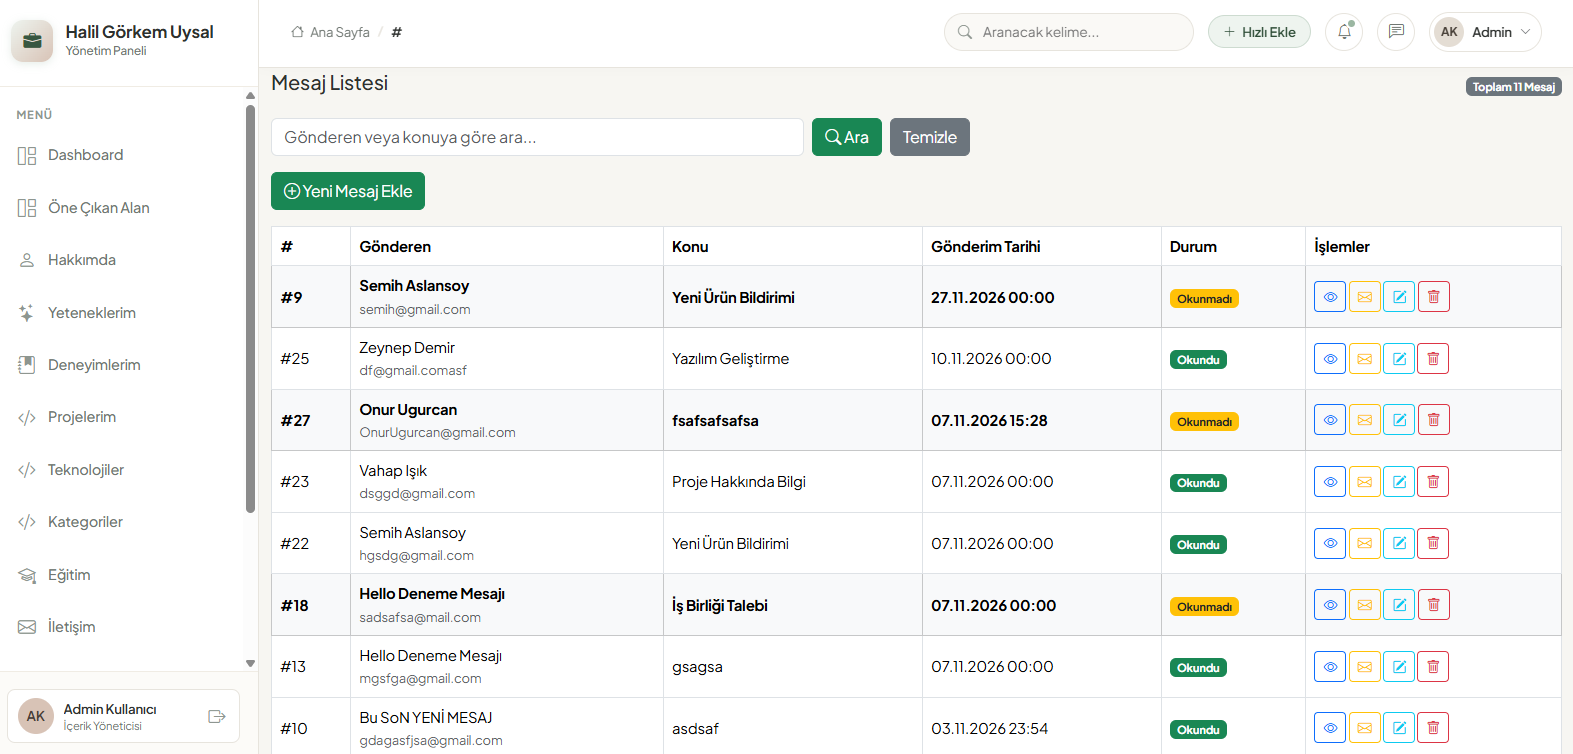 Halil Görkem Uysal
Yönetim Paneli
Ana Sayfa / #
Aranacak kelime...
+ Hızlı Ekle
AK Admin
MENÜ
Dashboard
Öne Çıkan Alan
Hakkımda
Yeteneklerim
Deneyimlerim
Projelerim
Teknolojiler
Kategoriler
Eğitim
İletişim
AK
Admin Kullanıcı
İçerik Yöneticisi
Mesaj Listesi
Toplam 11 Mesaj
Gönderen veya konuya göre ara...
Ara
Temizle
Yeni Mesaj Ekle
# Gönderen Konu Gönderim Tarihi Durum İşlemler
#9 Semih Aslansoy Yeni Ürün Bildirimi 27.11.2026 00:00 Okunmadı
semih@gmail.com
#25 Zeynep Demir Yazılım Geliştirme 10.11.2026 00:00 Okundu
df@gmail.comasf
#27 Onur Ugurcan fsafsafsafsa 07.11.2026 15:28 Okunmadı
OnurUgurcan@gmail.com
#23 Vahap Işık Proje Hakkında Bilgi 07.11.2026 00:00 Okundu
dsggd@gmail.com
#22 Semih Aslansoy Yeni Ürün Bildirimi 07.11.2026 00:00 Okundu
hgsdg@gmail.com
#18 Hello Deneme Mesajı İş Birliği Talebi 07.11.2026 00:00 Okunmadı
sadsafsa@mail.com
#13 Hello Deneme Mesajı gsagsa 07.11.2026 00:00 Okundu
mgsfga@gmail.com
#10 Bu SoN YENİ MESAJ asdsaf 03.11.2026 23:54 Okundu
gdagasfjsa@gmail.com